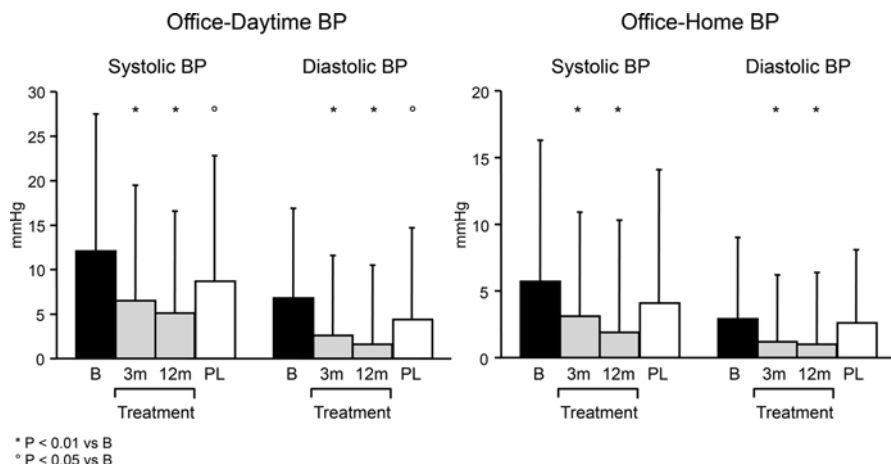 Office-Daytime BP
Office-Home BP
Systolic BP
Diastolic BP
Systolic BP
Diastolic BP
mmHg
30
25
20
15
10
5
0
* * °
* * °
B 3m 12m PL
B 3m 12m PL
Treatment
Treatment
mmHg
20
15
10
5
0
* *
* *
B 3m 12m PL
B 3m 12m PL
Treatment
Treatment
* P < 0.01 vs B
° P < 0.05 vs B